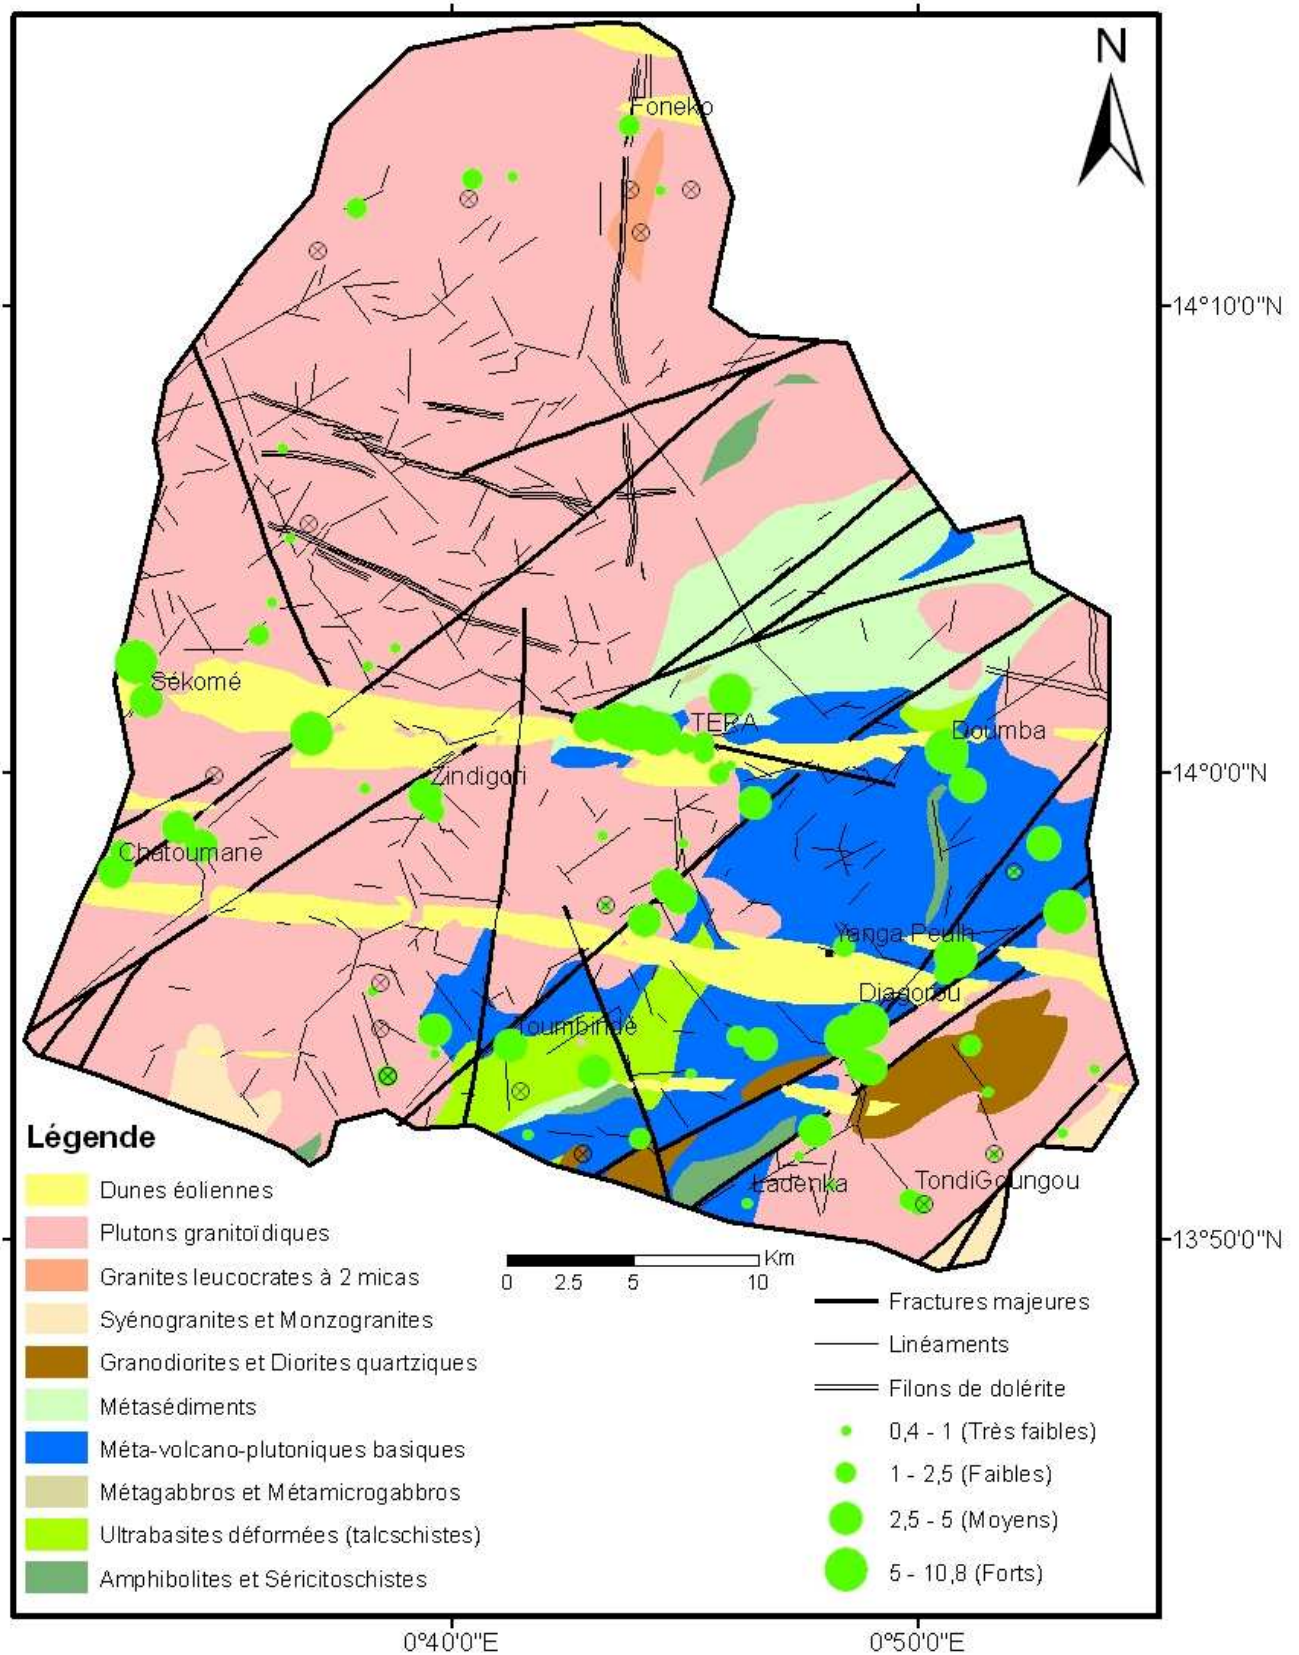 N
Foneko
14°10'0"N
Sékomé
TERA
Doumba
14°0'0"N
Zindigori
Chatoumane
Yanga Peulh
Diagorou
Toumbindé
Légende
Ladenka
TondiGoungou
Dunes éoliennes
Plutons granitoïdiques
13°50'0"N
Km
0 2.5 5 10
Granites leucocrates à 2 micas
Fractures majeures
Syénogranites et Monzogranites
Linéaments
Granodiorites et Diorites quartziques
Filons de dolérite
Métasédiments
0,4 - 1 (Très faibles)
Méta-volcano-plutoniques basiques
1 - 2,5 (Faibles)
Métagabbros et Métamicrogabbros
2,5 - 5 (Moyens)
Ultrabasites déformées (talcschistes)
5 - 10,8 (Forts)
Amphibolites et Séricitoschistes
0°40'0"E
0°50'0"E